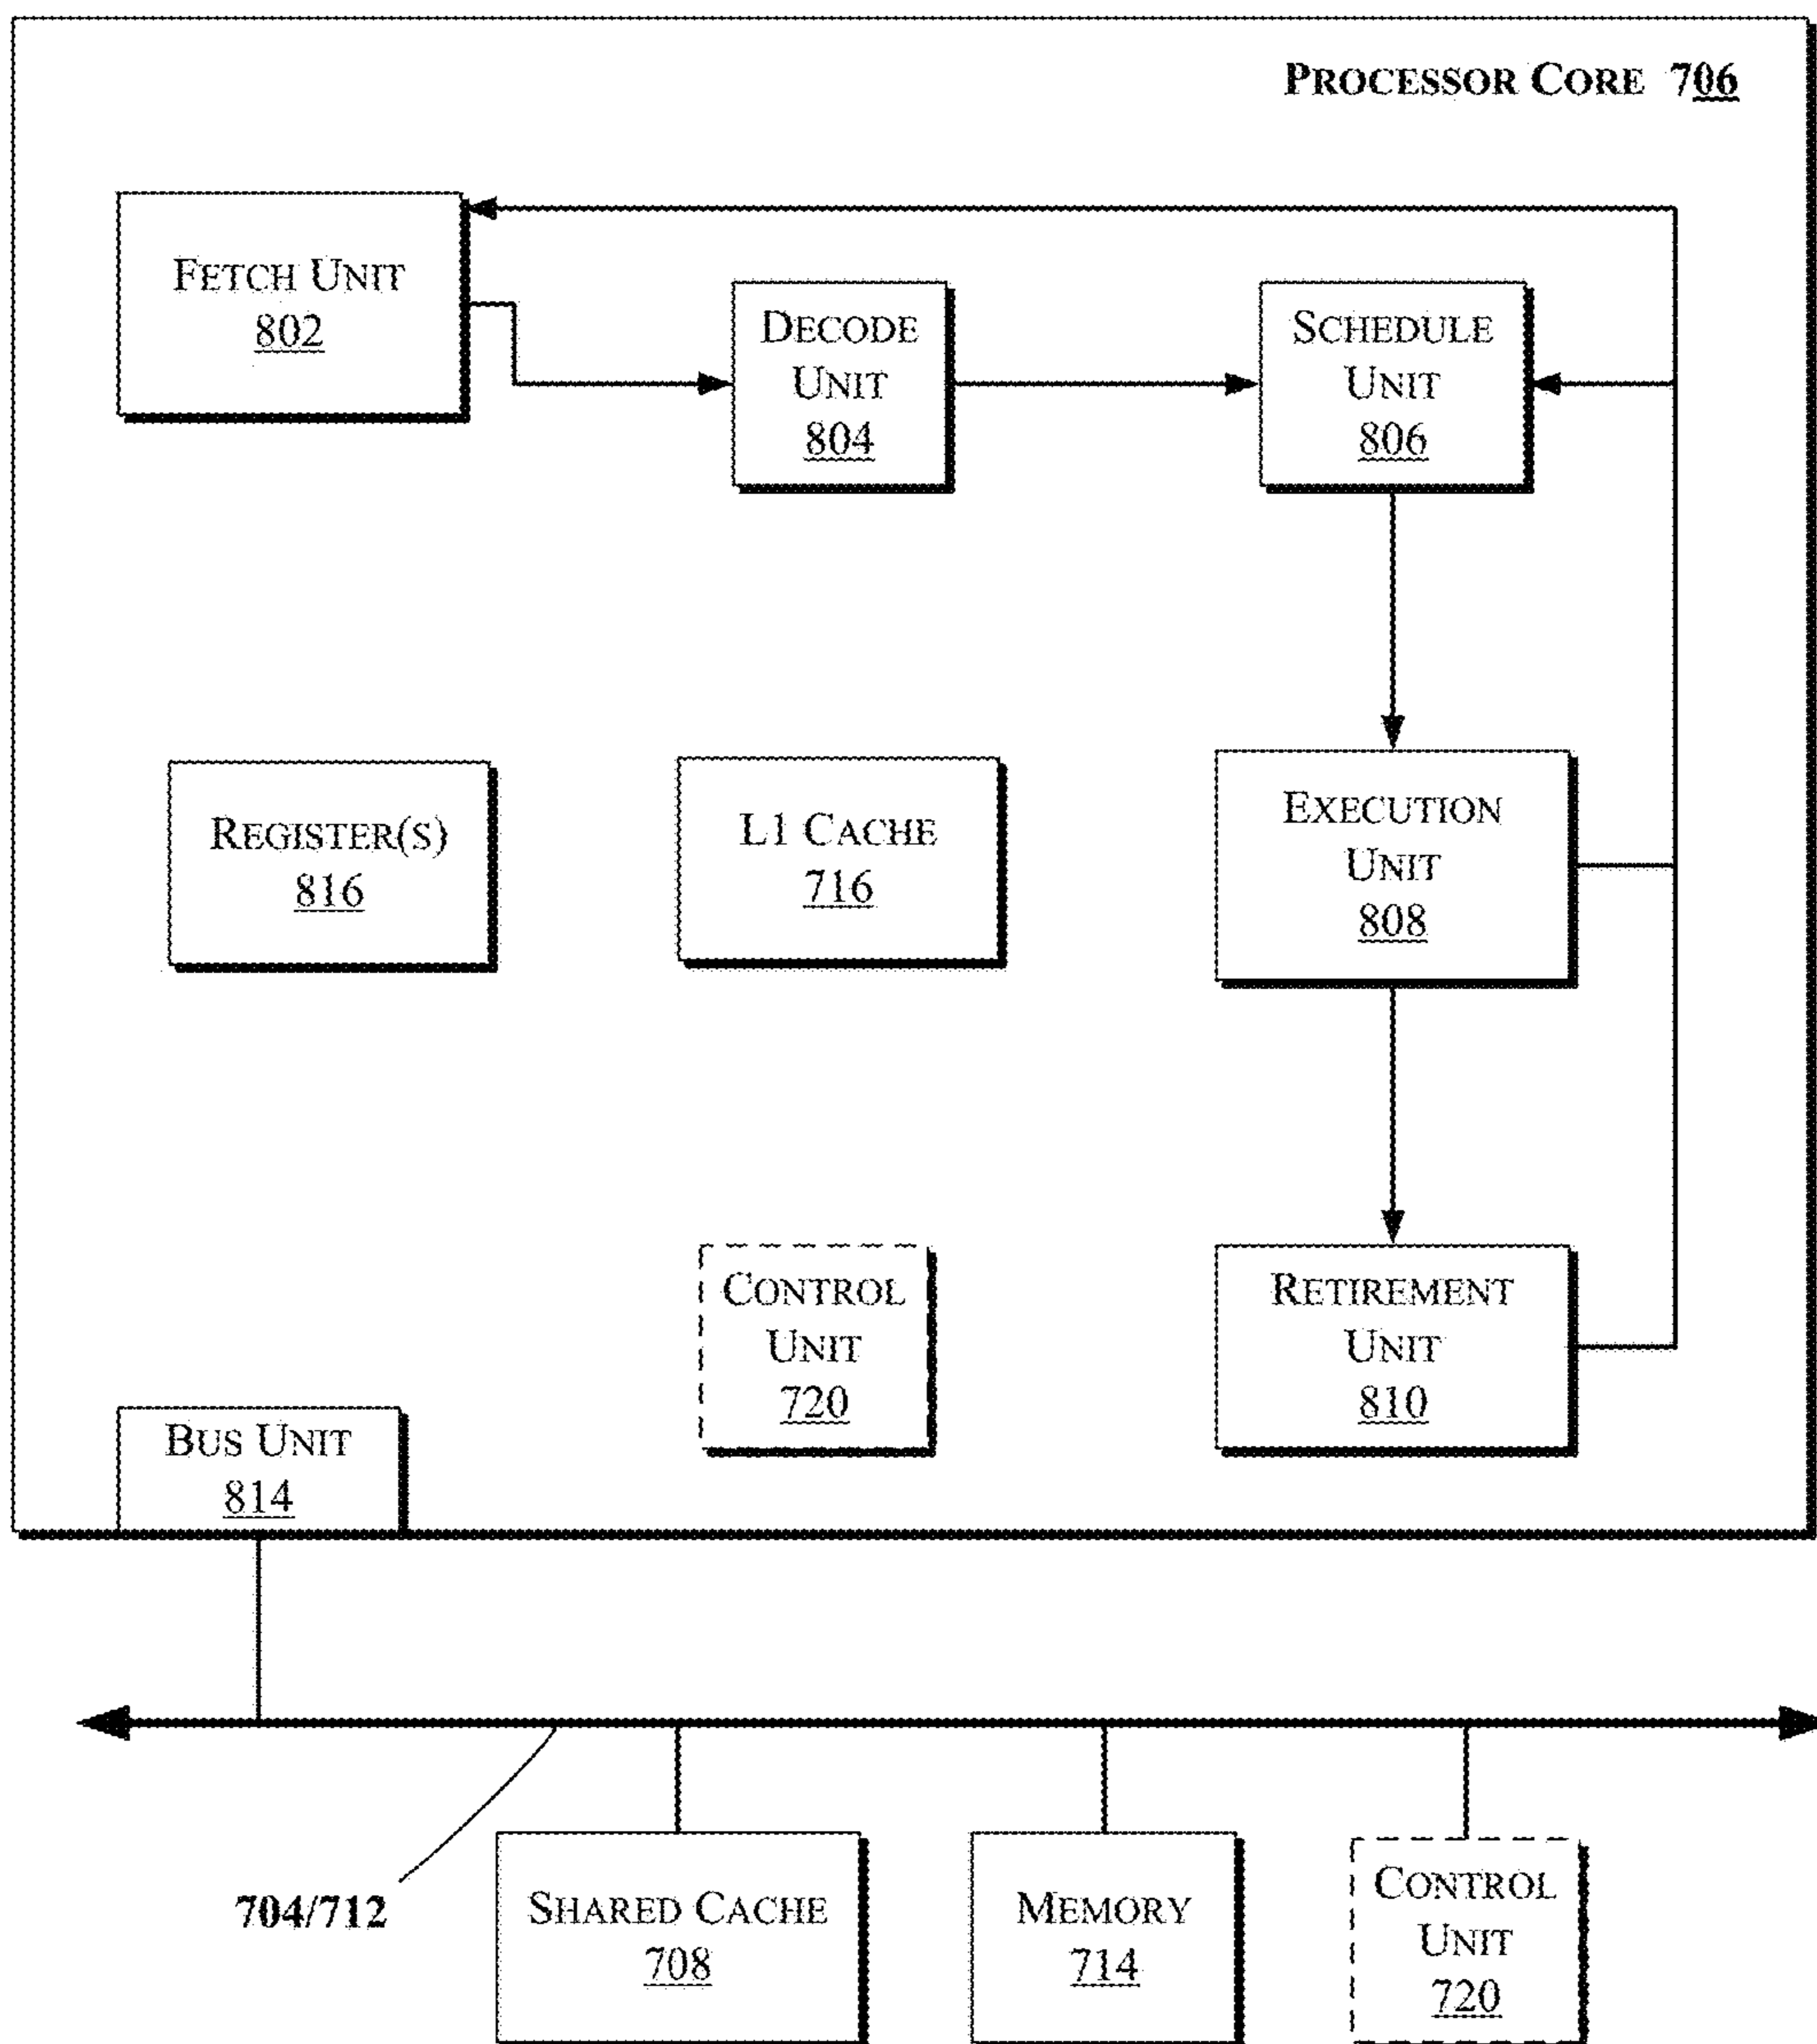 PROCESSOR CORE 706
FETCH UNIT
802
DECODE
UNIT
804
SCHEDULE
UNIT
806
REGISTER(S)
816
L1 CACHE
716
EXECUTION
UNIT
808
CONTROL
UNIT
720
RETIREMENT
UNIT
810
BUS UNIT
814
704/712
SHARED CACHE
708
MEMORY
714
CONTROL
UNIT
720